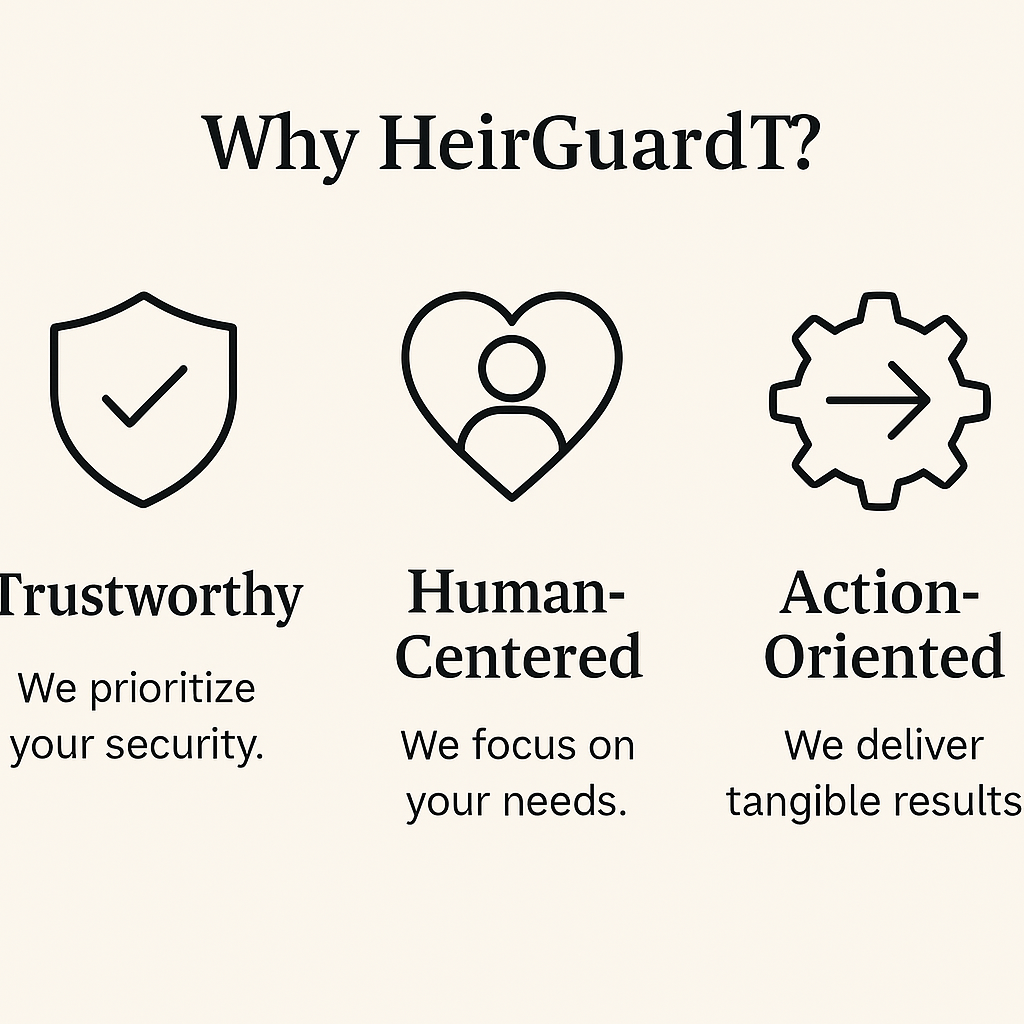 Why HeirGuardT?
Trustworthy
We prioritize
your security.
Human-
Centered
We focus on
your needs.
Action-
Oriented
We deliver
tangible results